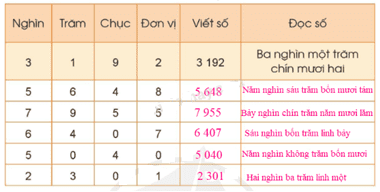 Nghìn Trăm Chục Đơn vị Viết số Đọc số
3 1 9 2 3 192 Ba nghìn một trăm
chín mươi hai
5 6 4 8 5 648 Năm nghìn sáu trăm bốn mươi tám
7 9 5 5 7 955 Bảy nghìn chín trăm năm mươi lăm
6 4 0 7 6 407 Sáu nghìn bốn trăm linh bảy
5 0 4 0 5 040 Năm nghìn không trăm bốn mươi
2 3 0 1 2 301 Hai nghìn ba trăm linh một